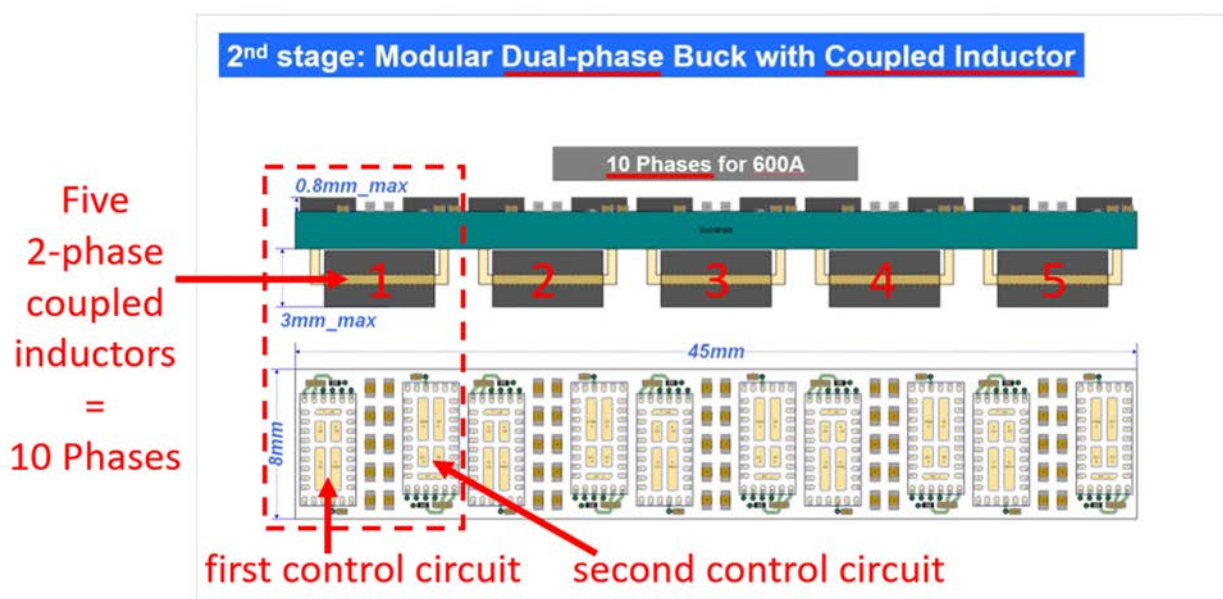 2nd stage: Modular Dual-phase Buck with Coupled Inductor
10 Phases for 600A
0.8mm_max
Five
2-phase
coupled
inductors
=
10 Phases
1
2
3
4
5
3mm_max
45mm
8mm
first control circuit
second control circuit